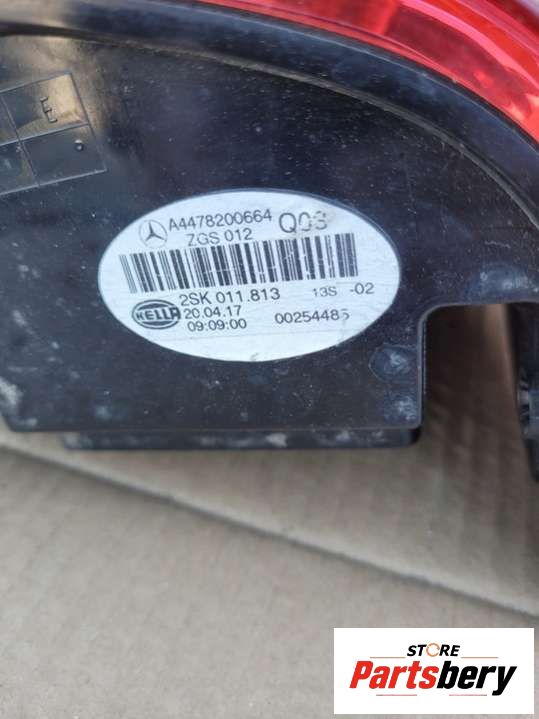 E
A4478200664 Q03
ZGS 012
2SK 011.813 13S -02
HELLA
20.04.17
09:09:00 00254485
STORE
Partsbery